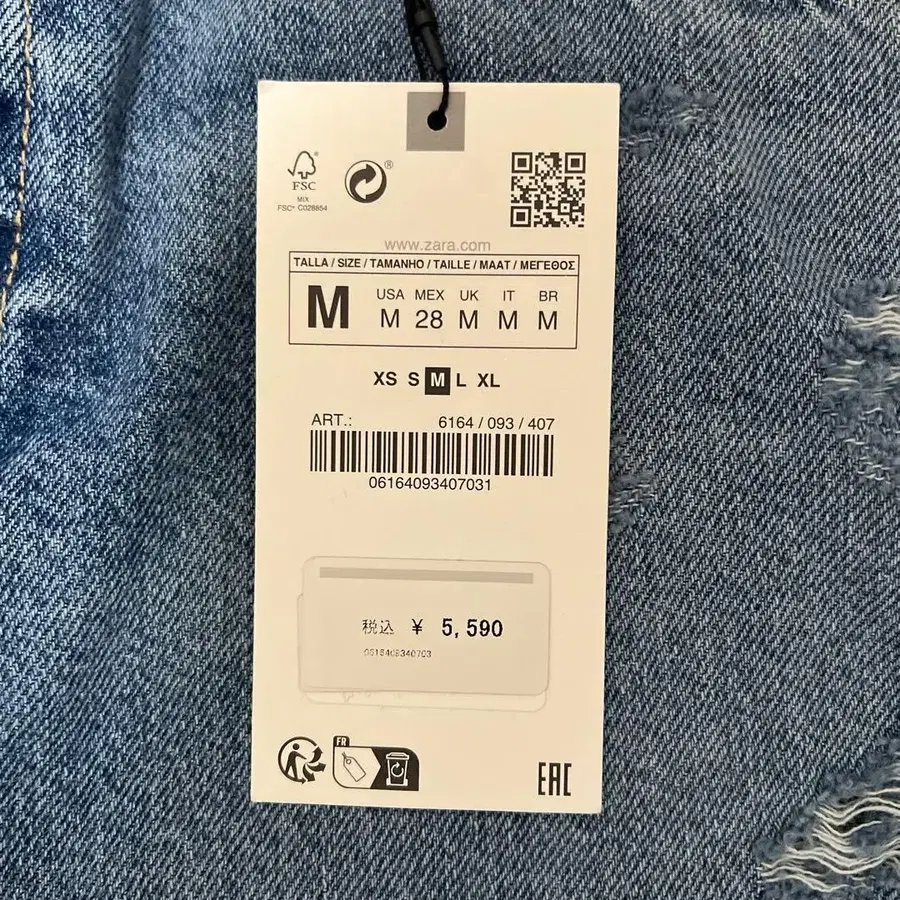 FSC
MIX
FSC® C028854
®
www.zara.com
TALLA / SIZE / TAMANHO / TAILLE / MAAT / ΜΕΓΕΘΟΣ
M
USA MEX UK IT BR
M 28 M M M
XS S M L XL
ART.: 6164 / 093 / 407
06164093407031
税込 ¥ 5,590
FR
EAC